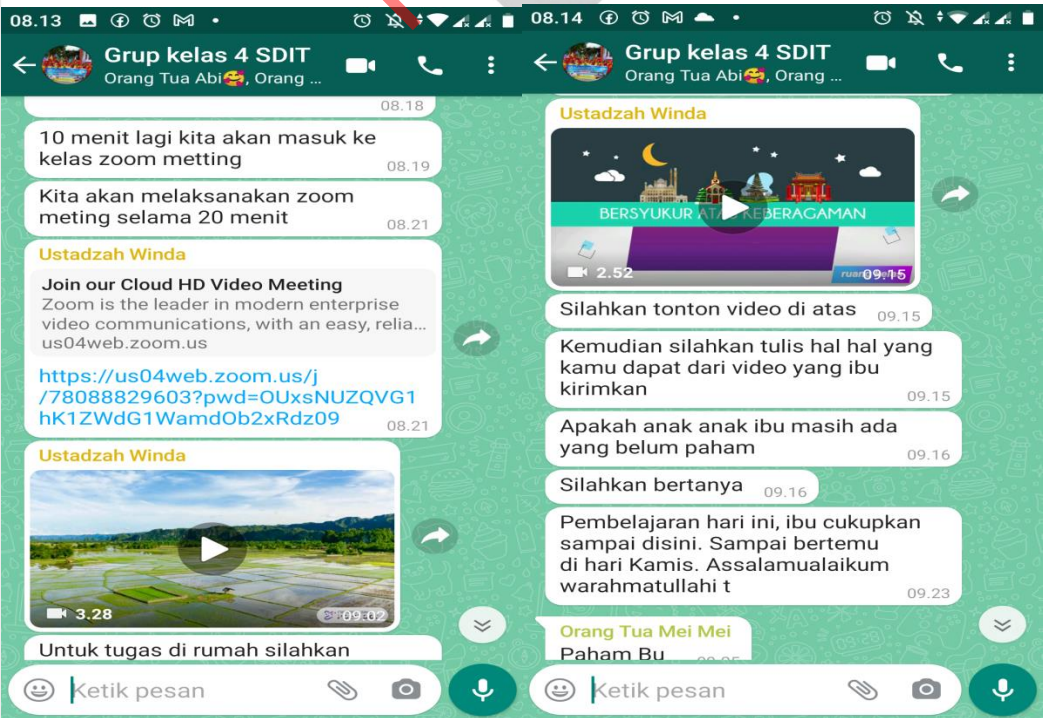 08.13
Grup kelas 4 SDIT
Orang Tua Abi🥰, Orang ...
08.18
10 menit lagi kita akan masuk ke
kelas zoom metting
08.19
Kita akan melaksanakan zoom
meting selama 20 menit
08.21
Ustadzah Winda
Join our Cloud HD Video Meeting
Zoom is the leader in modern enterprise
video communications, with an easy, relia...
us04web.zoom.us
https://us04web.zoom.us/j
/78088829603?pwd=OUxsNUZQVG1
hK1ZWdG1WamdOb2xRdz09
08.21
Ustadzah Winda
3.28
09.02
Untuk tugas di rumah silahkan
Ketik pesan
08.14
Grup kelas 4 SDIT
Orang Tua Abi🥰, Orang ...
Ustadzah Winda
BERSYUKUR ATAS KEBERAGAMAN
2.52
09.15
Silahkan tonton video di atas
09.15
Kemudian silahkan tulis hal hal yang
kamu dapat dari video yang ibu
kirimkan
09.15
Apakah anak anak ibu masih ada
yang belum paham
09.16
Silahkan bertanya
09.16
Pembelajaran hari ini, ibu cukupkan
sampai disini. Sampai bertemu
di hari Kamis. Assalamualaikum
warahmatullahi t
09.23
Orang Tua Mei Mei
Paham Bu
Ketik pesan